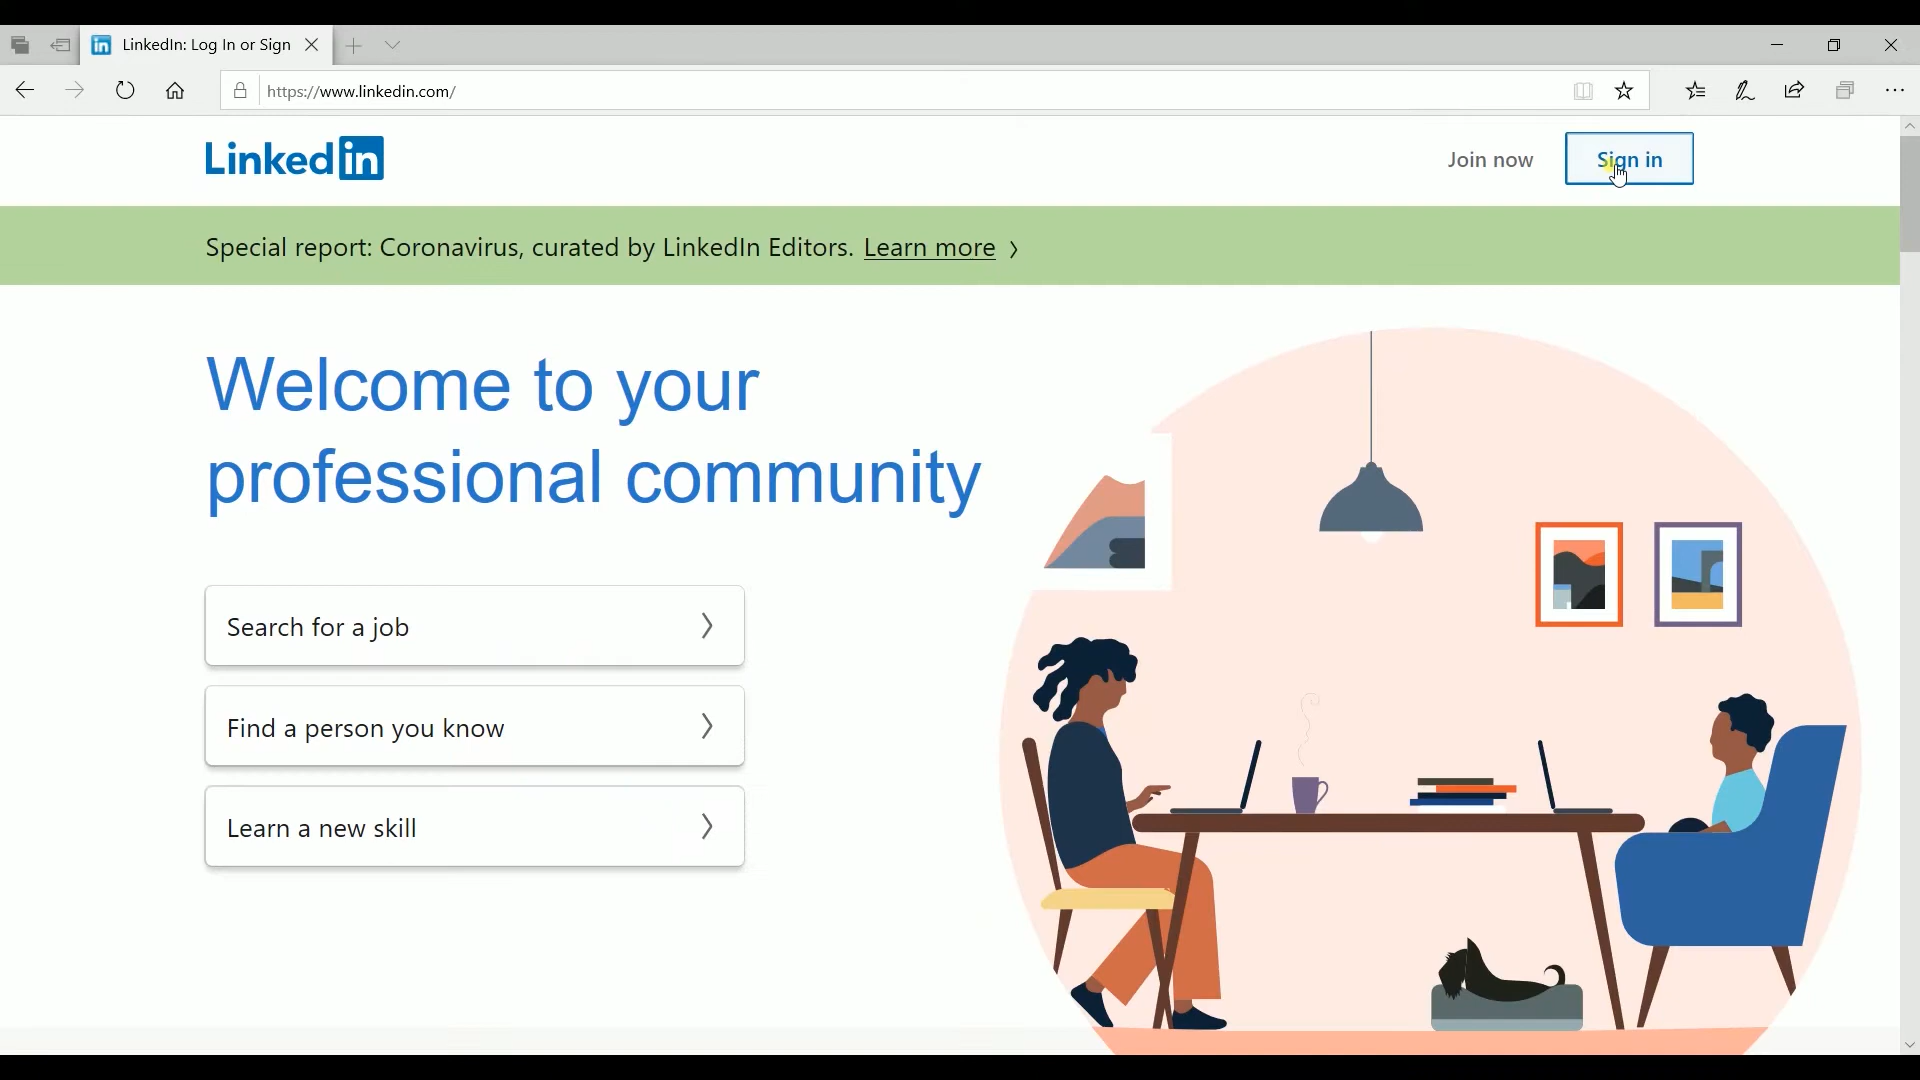 LinkedIn: Log In or Sign
https://www.linkedin.com/
Linked in
Join now
Sign in
Special report: Coronavirus, curated by LinkedIn Editors. Learn more
Welcome to your
professional community
Search for a job
Find a person you know
Learn a new skill